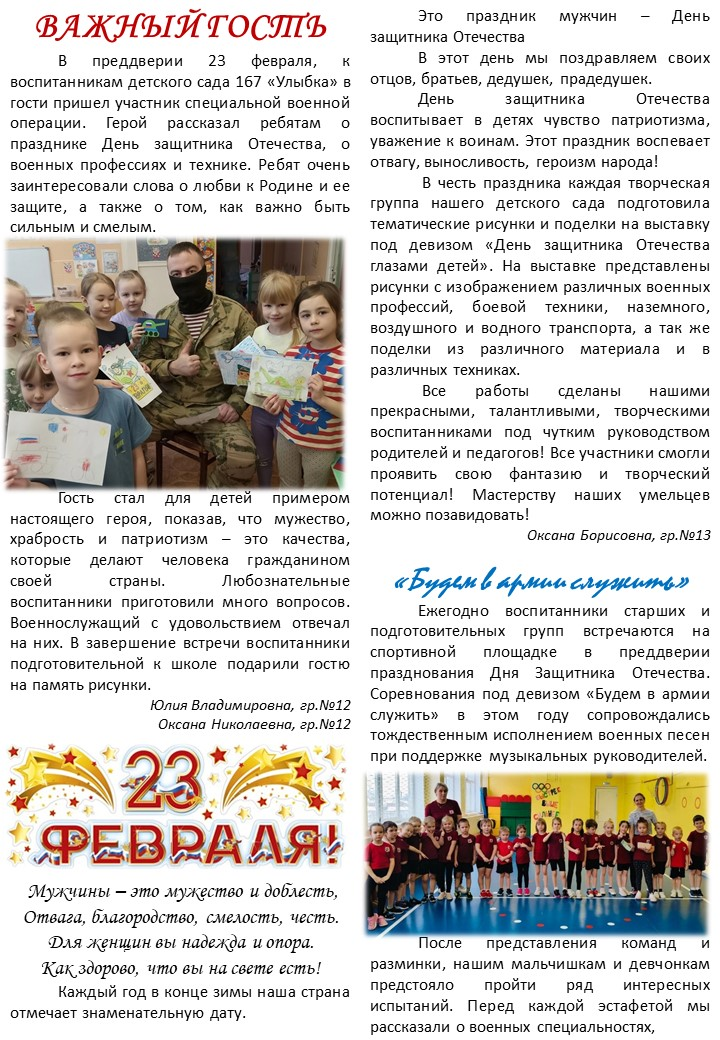 ВАЖНЫЙ ГОСТЬ
В преддверии 23 февраля, к
воспитанникам детского сада 167 «Улыбка» в
гости пришел участник специальной военной
операции. Герой рассказал ребятам о
празднике День защитника Отечества, о
военных профессиях и технике. Ребят очень
заинтересовали слова о любви к Родине и ее
защите, а также о том, как важно быть
сильным и смелым.
Гость стал для детей примером
настоящего героя, показав, что мужество,
храбрость и патриотизм – это качества,
которые делают человека гражданином
своей страны. Любознательные
воспитанники приготовили много вопросов.
Военнослужащий с удовольствием отвечал
на них. В завершение встречи воспитанники
подготовительной к школе подарили гостю
на память рисунки.
Юлия Владимировна, гр.№12
Оксана Николаевна, гр.№12
23
ФЕВРАЛЯ!
Мужчины – это мужество и доблесть,
Отвага, благородство, смелость, честь.
Для женщин вы надежда и опора.
Как здорово, что вы на свете есть!
Каждый год в конце зимы наша страна
отмечает знаменательную дату.
Это праздник мужчин – День
защитника Отечества
В этот день мы поздравляем своих
отцов, братьев, дедушек, прадедушек.
День защитника Отечества
воспитывает в детях чувство патриотизма,
уважение к воинам. Этот праздник воспевает
отвагу, выносливость, героизм народа!
В честь праздника каждая творческая
группа нашего детского сада подготовила
тематические рисунки и поделки на выставку
под девизом «День защитника Отечества
глазами детей». На выставке представлены
рисунки с изображением различных военных
профессий, боевой техники, наземного,
воздушного и водного транспорта, а так же
поделки из различного материала и в
различных техниках.
Все работы сделаны нашими
прекрасными, талантливыми, творческими
воспитанниками под чутким руководством
родителей и педагогов! Все участники смогли
проявить свою фантазию и творческий
потенциал! Мастерству наших умельцев
можно позавидовать!
Оксана Борисовна, гр.№13
«Будем в армии служить»
Ежегодно воспитанники старших и
подготовительных групп встречаются на
спортивной площадке в преддверии
празднования Дня Защитника Отечества.
Соревнования под девизом «Будем в армии
служить» в этом году сопровождались
тождественным исполнением военных песен
при поддержке музыкальных руководителей.
После представления команд и
разминки, нашим мальчишкам и девчонкам
предстояло пройти ряд интересных
испытаний. Перед каждой эстафетой мы
рассказали о военных специальностях,